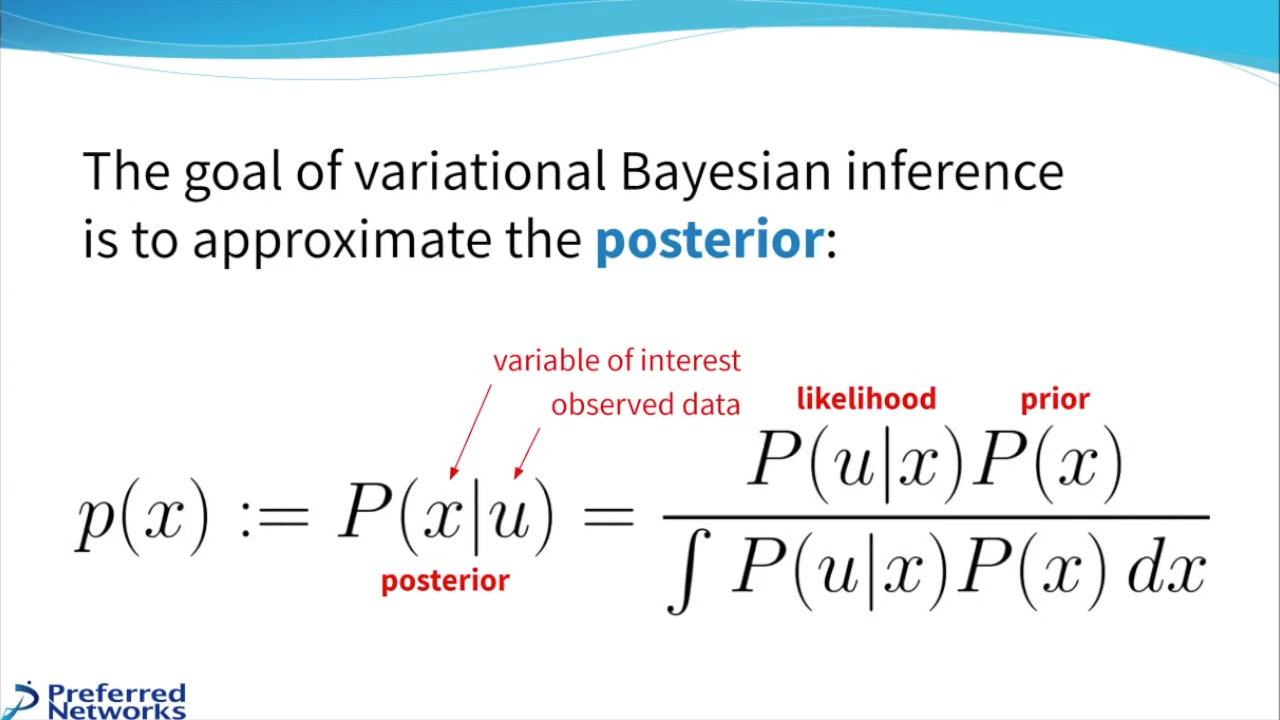 The goal of variational Bayesian inference
is to approximate the posterior:
variable of interest
observed data
likelihood prior
p(x) := P(x|u) = P(u|x)P(x)
∫ P(u|x)P(x) dx
posterior
Preferred
Networks